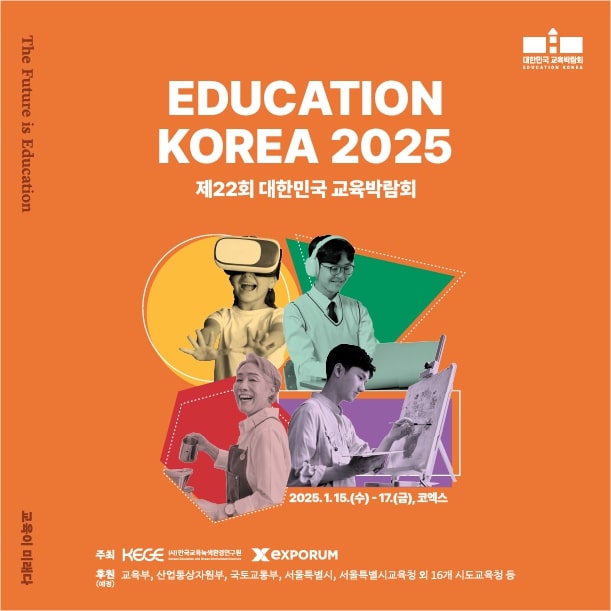 The Future is Education
대한민국 교육박람회
EDUCATION KOREA
EDUCATION
KOREA 2025
제22회 대한민국 교육박람회
2025. 1. 15.(수) - 17.(금), 코엑스
교육이 미래다
주최 KEGE (사)한국교육녹색환경연구원 EXPORUM
후원 교육부, 산업통상자원부, 국토교통부, 서울특별시, 서울특별시교육청 외 16개 시도교육청 등
(예정)